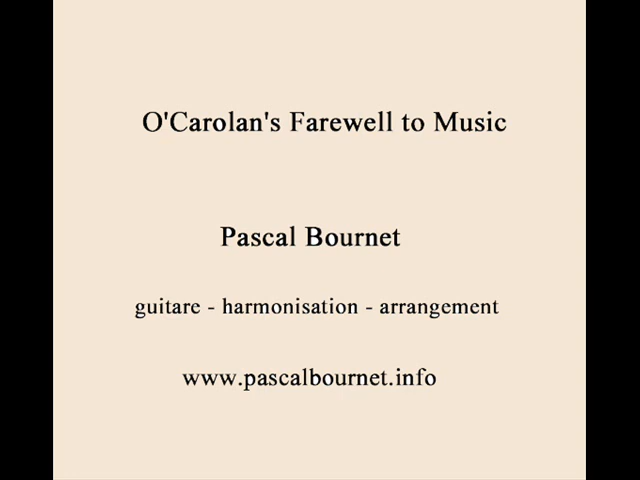 O'Carolan's Farewell to Music
Pascal Bournet
guitare - harmonisation - arrangement
www.pascalbournet.info